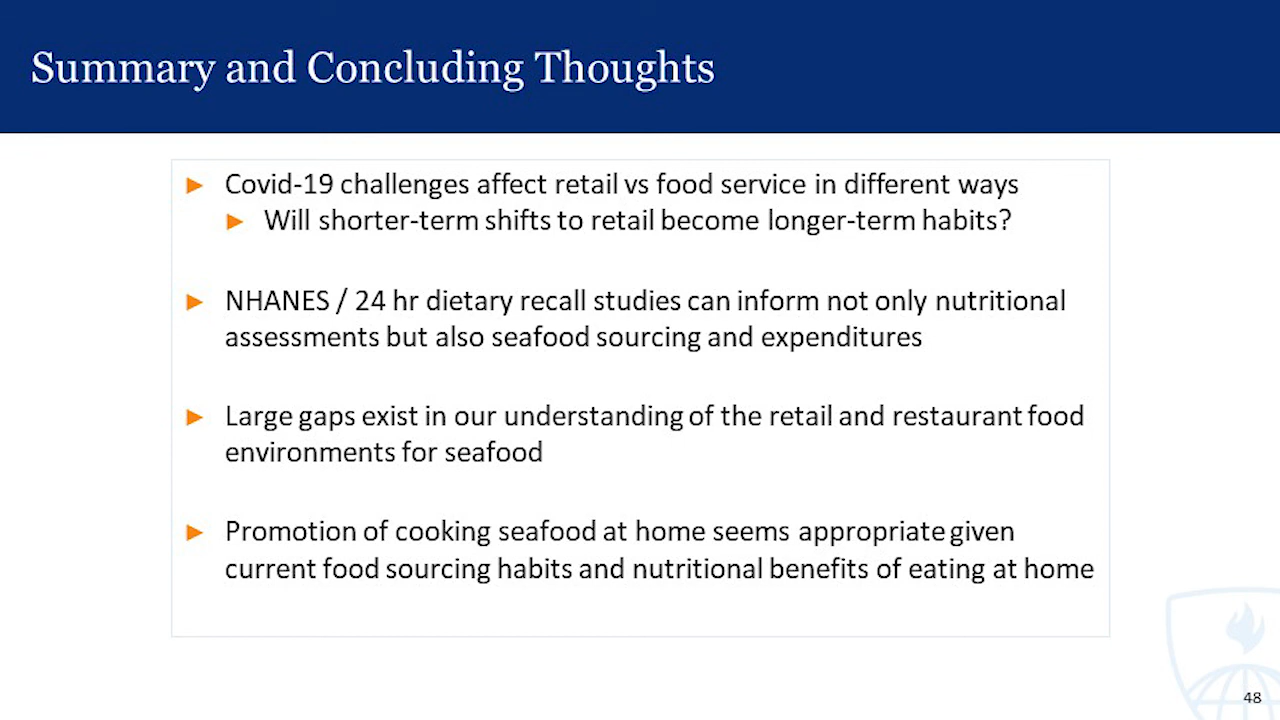 Summary and Concluding Thoughts
► Covid-19 challenges affect retail vs food service in different ways
► Will shorter-term shifts to retail become longer-term habits?
► NHANES / 24 hr dietary recall studies can inform not only nutritional
assessments but also seafood sourcing and expenditures
► Large gaps exist in our understanding of the retail and restaurant food
environments for seafood
► Promotion of cooking seafood at home seems appropriate given
current food sourcing habits and nutritional benefits of eating at home
48